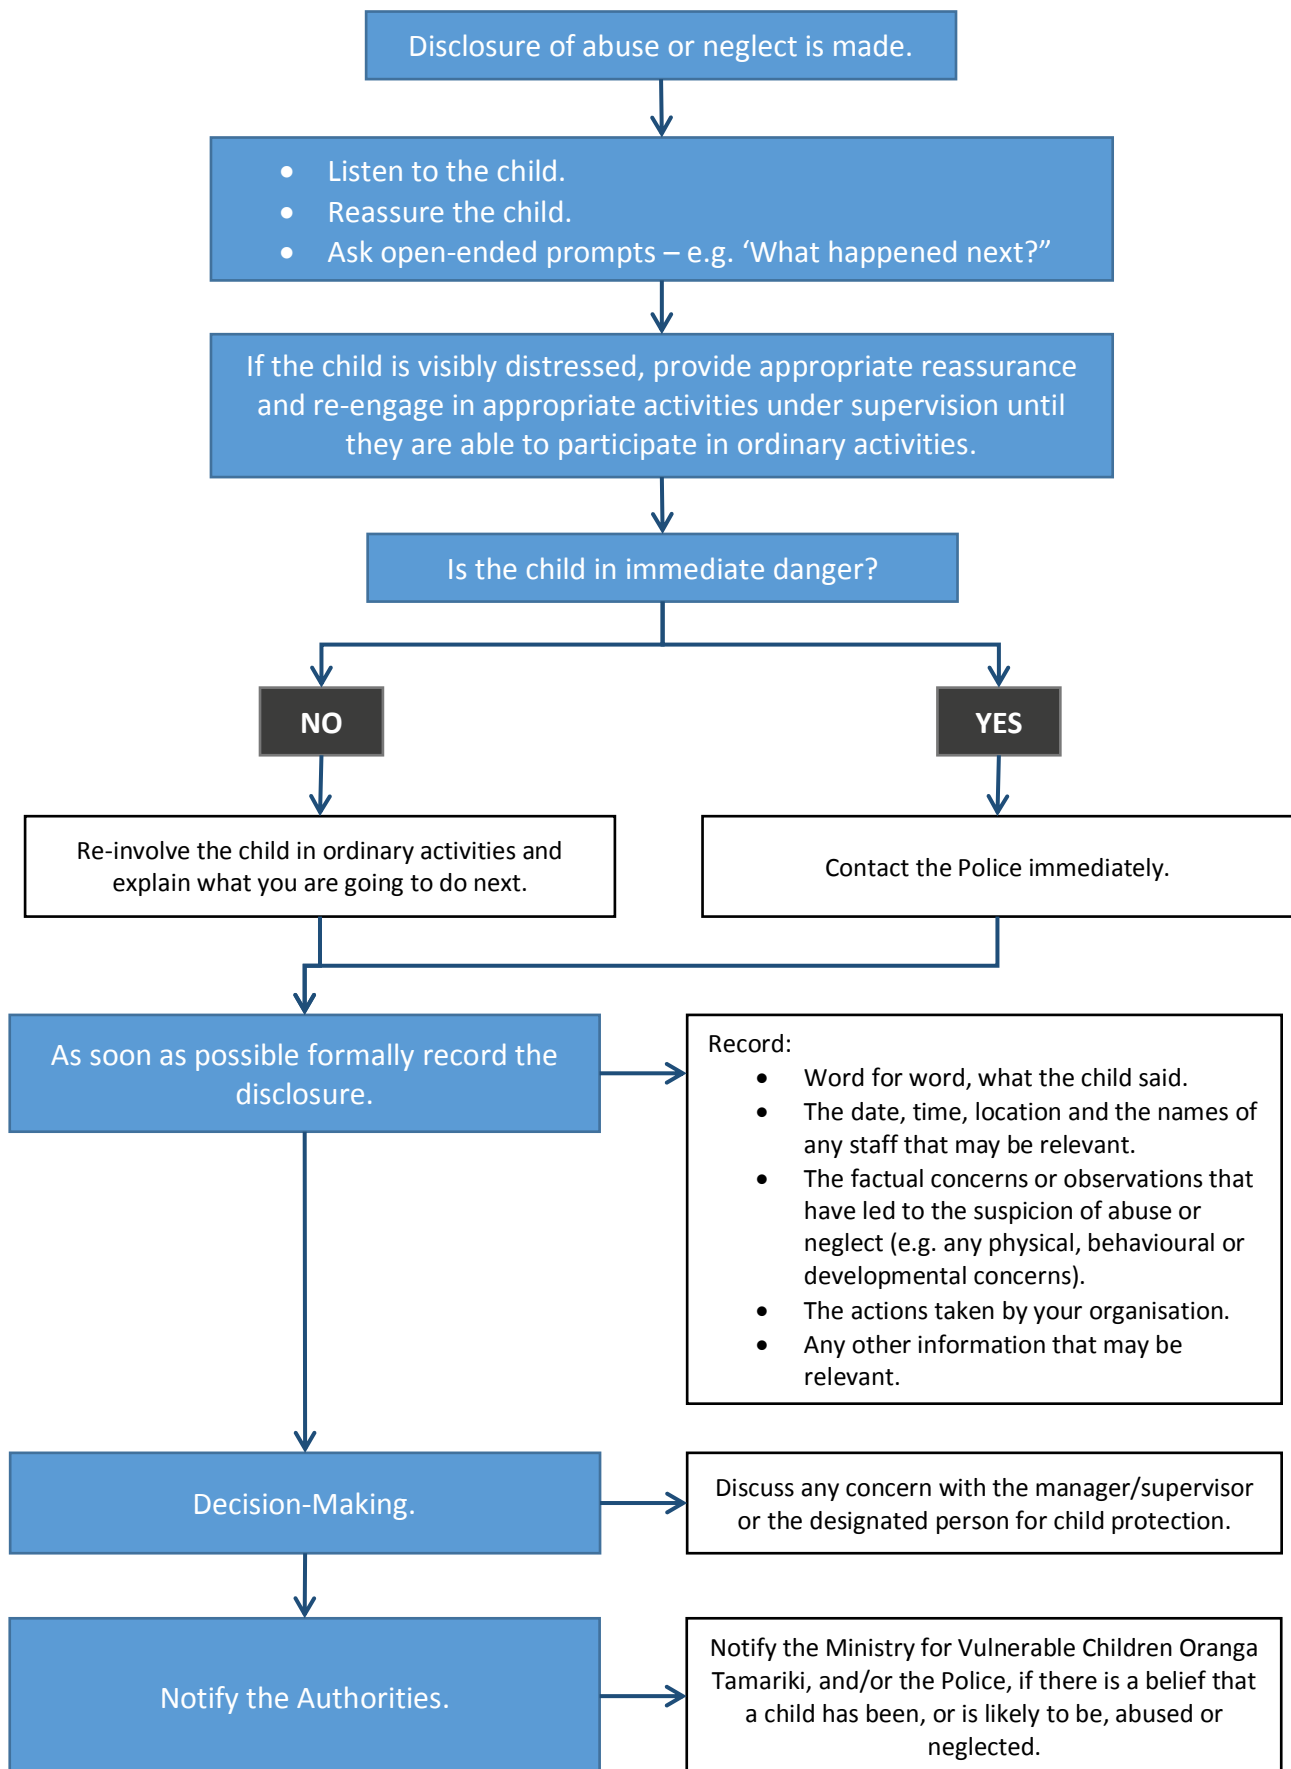 Disclosure of abuse or neglect is made.
• Listen to the child.
• Reassure the child.
• Ask open-ended prompts – e.g. ‘What happened next?”
If the child is visibly distressed, provide appropriate reassurance
and re-engage in appropriate activities under supervision until
they are able to participate in ordinary activities.
Is the child in immediate danger?
NO
YES
Re-involve the child in ordinary activities and
explain what you are going to do next.
Contact the Police immediately.
As soon as possible formally record the
disclosure.
Record:
• Word for word, what the child said.
• The date, time, location and the names of
any staff that may be relevant.
• The factual concerns or observations that
have led to the suspicion of abuse or
neglect (e.g. any physical, behavioural or
developmental concerns).
• The actions taken by your organisation.
• Any other information that may be
relevant.
Decision-Making.
Discuss any concern with the manager/supervisor
or the designated person for child protection.
Notify the Authorities.
Notify the Ministry for Vulnerable Children Oranga
Tamariki, and/or the Police, if there is a belief that
a child has been, or is likely to be, abused or
neglected.